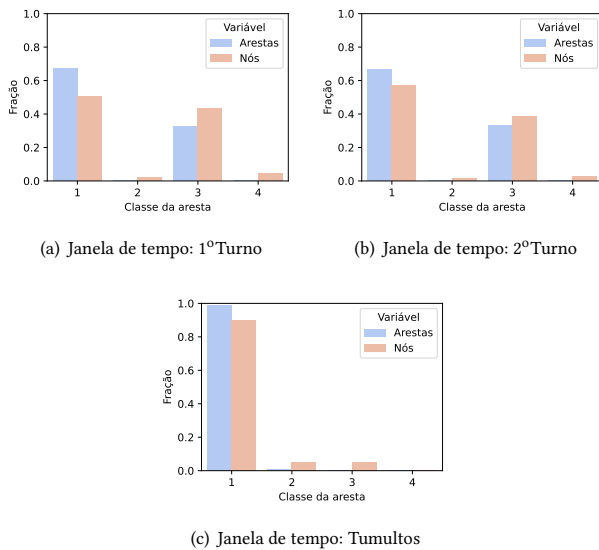 1.0
0.8
0.6
0.4
0.2
0.0
Fração
Variável
Arestas
Nós
1 2 3 4
Classe da aresta
(a) Janela de tempo: 1ºTurno
1.0
0.8
0.6
0.4
0.2
0.0
Fração
Variável
Arestas
Nós
1 2 3 4
Classe da aresta
(b) Janela de tempo: 2ºTurno
1.0
0.8
0.6
0.4
0.2
0.0
Fração
Variável
Arestas
Nós
1 2 3 4
Classe da aresta
(c) Janela de tempo: Tumultos